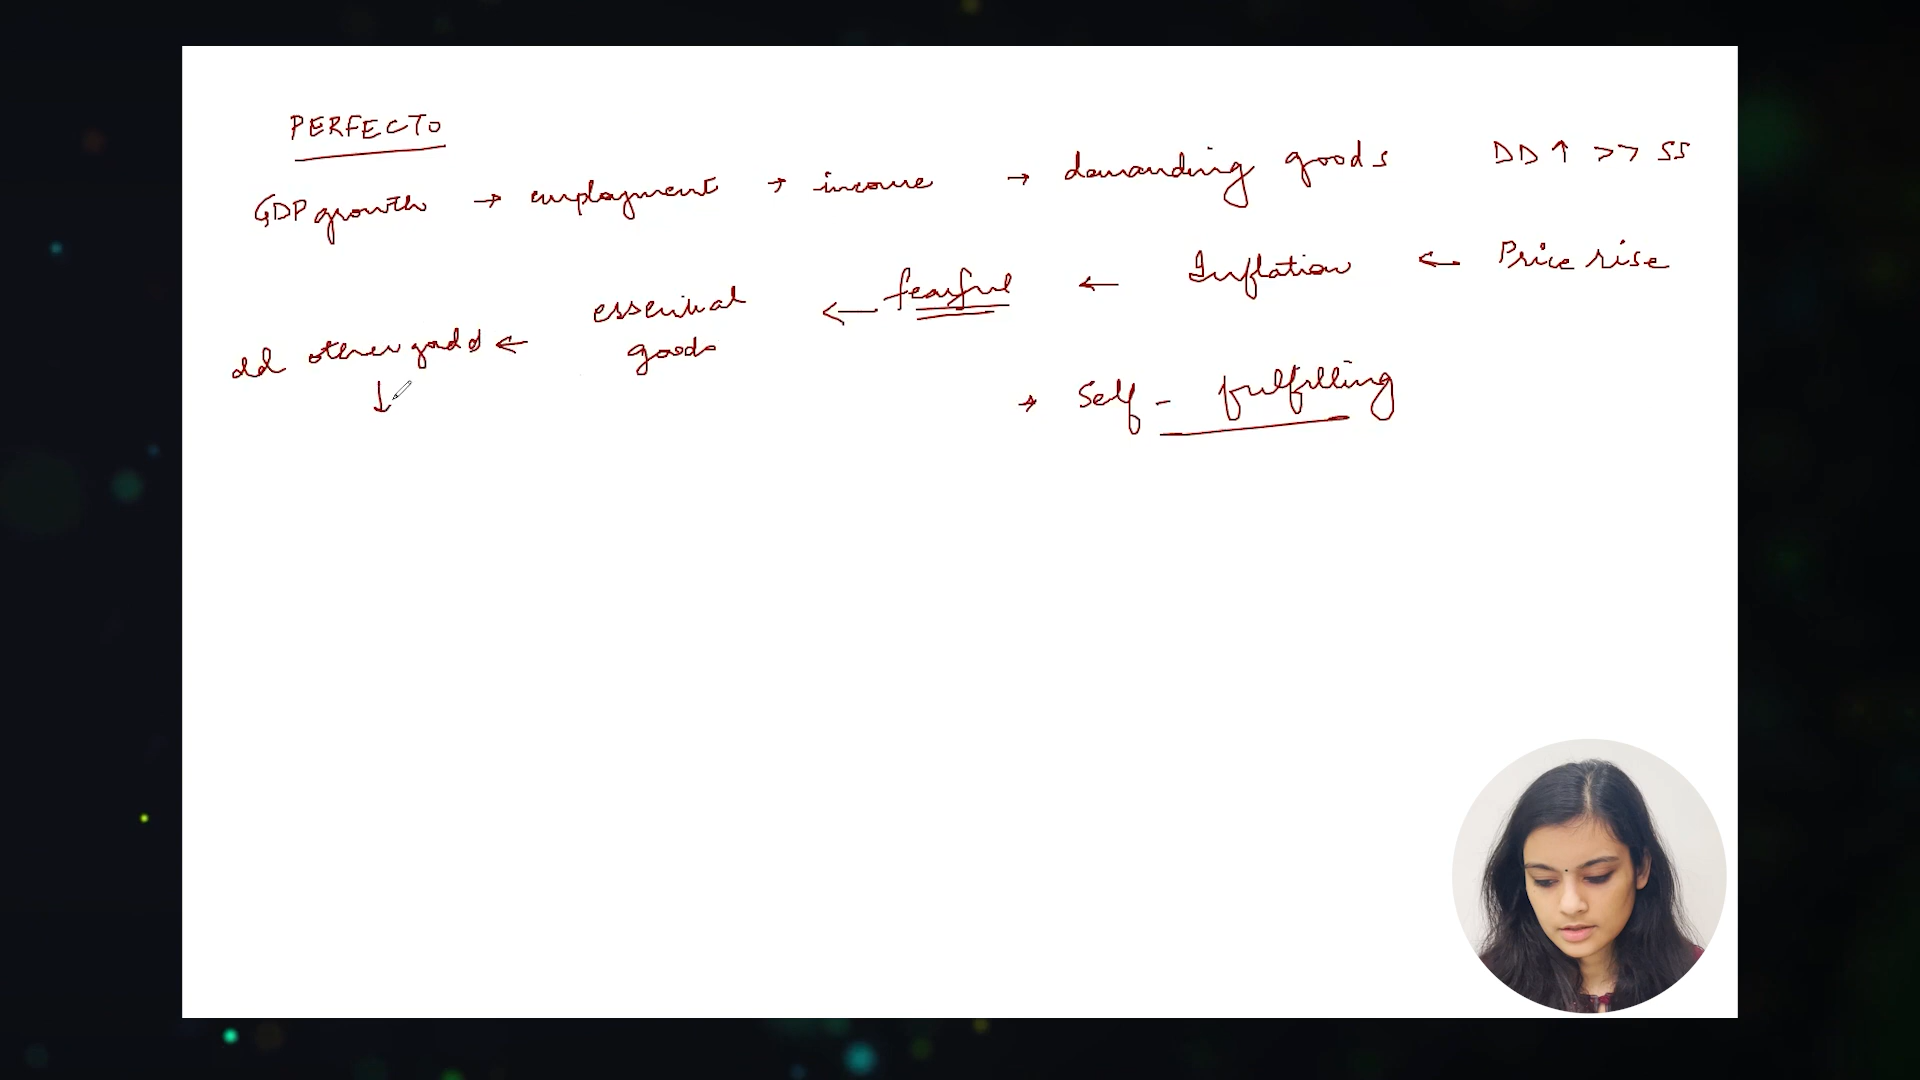 PERFECTO
GDP growth → employment → income → demanding goods DD ↑ >> SS
dd other goods ← essential goods ← fearful ← Inflation ← Price rise
↓
→ Self - fulfilling